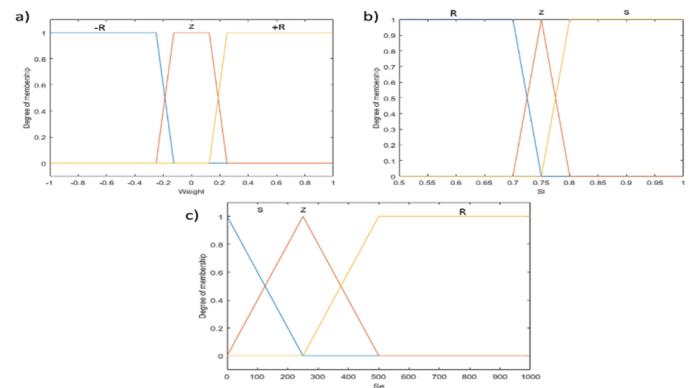 a)
-R
Z
+R
1
0.8
0.6
0.4
0.2
0
Degree of membership
-1 -0.8 -0.6 -0.4 -0.2 0 0.2 0.4 0.6 0.8 1
Weight
b)
R
Z
S
1
0.9
0.8
0.7
0.6
0.5
0.4
0.3
0.2
0.1
0
Degree of membership
0.5 0.55 0.6 0.65 0.7 0.75 0.8 0.85 0.9 0.95 1
SI
c)
S
Z
R
1
0.8
0.6
0.4
0.2
0
Degree of membership
0 100 200 300 400 500 600 700 800 900 1000
Se